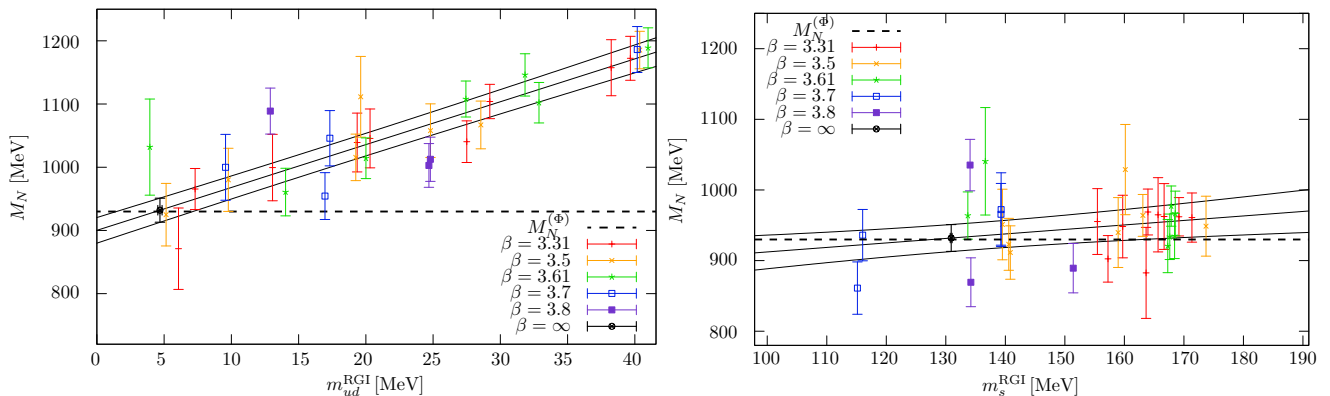 1200
1100
1000
900
800
M_N [MeV]
0 5 10 15 20 25 30 35 40
m_{ud}^{RGI} [MeV]
M_N^{(Φ)}
β = 3.31
β = 3.5
β = 3.61
β = 3.7
β = 3.8
β = ∞
1200
1100
1000
900
800
M_N [MeV]
100 110 120 130 140 150 160 170 180 190
m_s^{RGI} [MeV]
M_N^{(Φ)}
β = 3.31
β = 3.5
β = 3.61
β = 3.7
β = 3.8
β = ∞